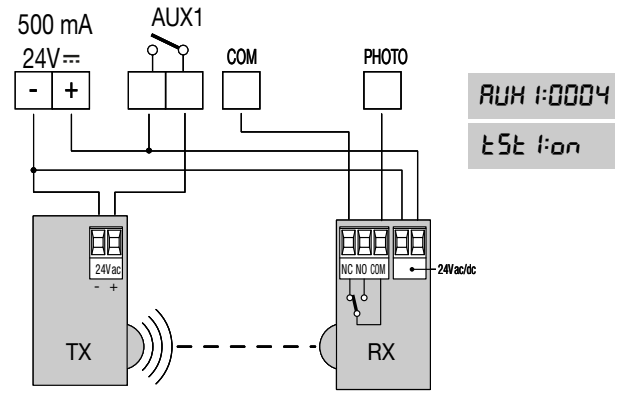 500 mA
24V⎓
- +
AUX1
COM
PHOTO
AUX 1:0004
tSt 1:on
24Vac
- +
NC NO COM
24Vac/dc
TX
RX